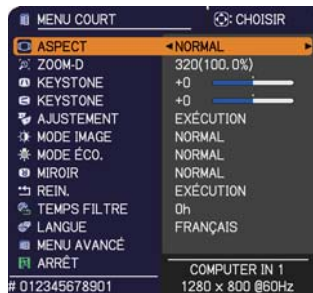 MENU COURT : CHOISIR
ASPECT NORMAL
ZOOM-D 320(100. 0%)
KEYSTONE +0
KEYSTONE +0
AJUSTEMENT EXÉCUTION
MODE IMAGE NORMAL
MODE ÉCO. NORMAL
MIROIR NORMAL
REIN. EXÉCUTION
TEMPS FILTRE 0h
LANGUE FRANÇAIS
MENU AVANCÉ
ARRÊT COMPUTER IN 1
# 012345678901 1280 x 800 @60Hz